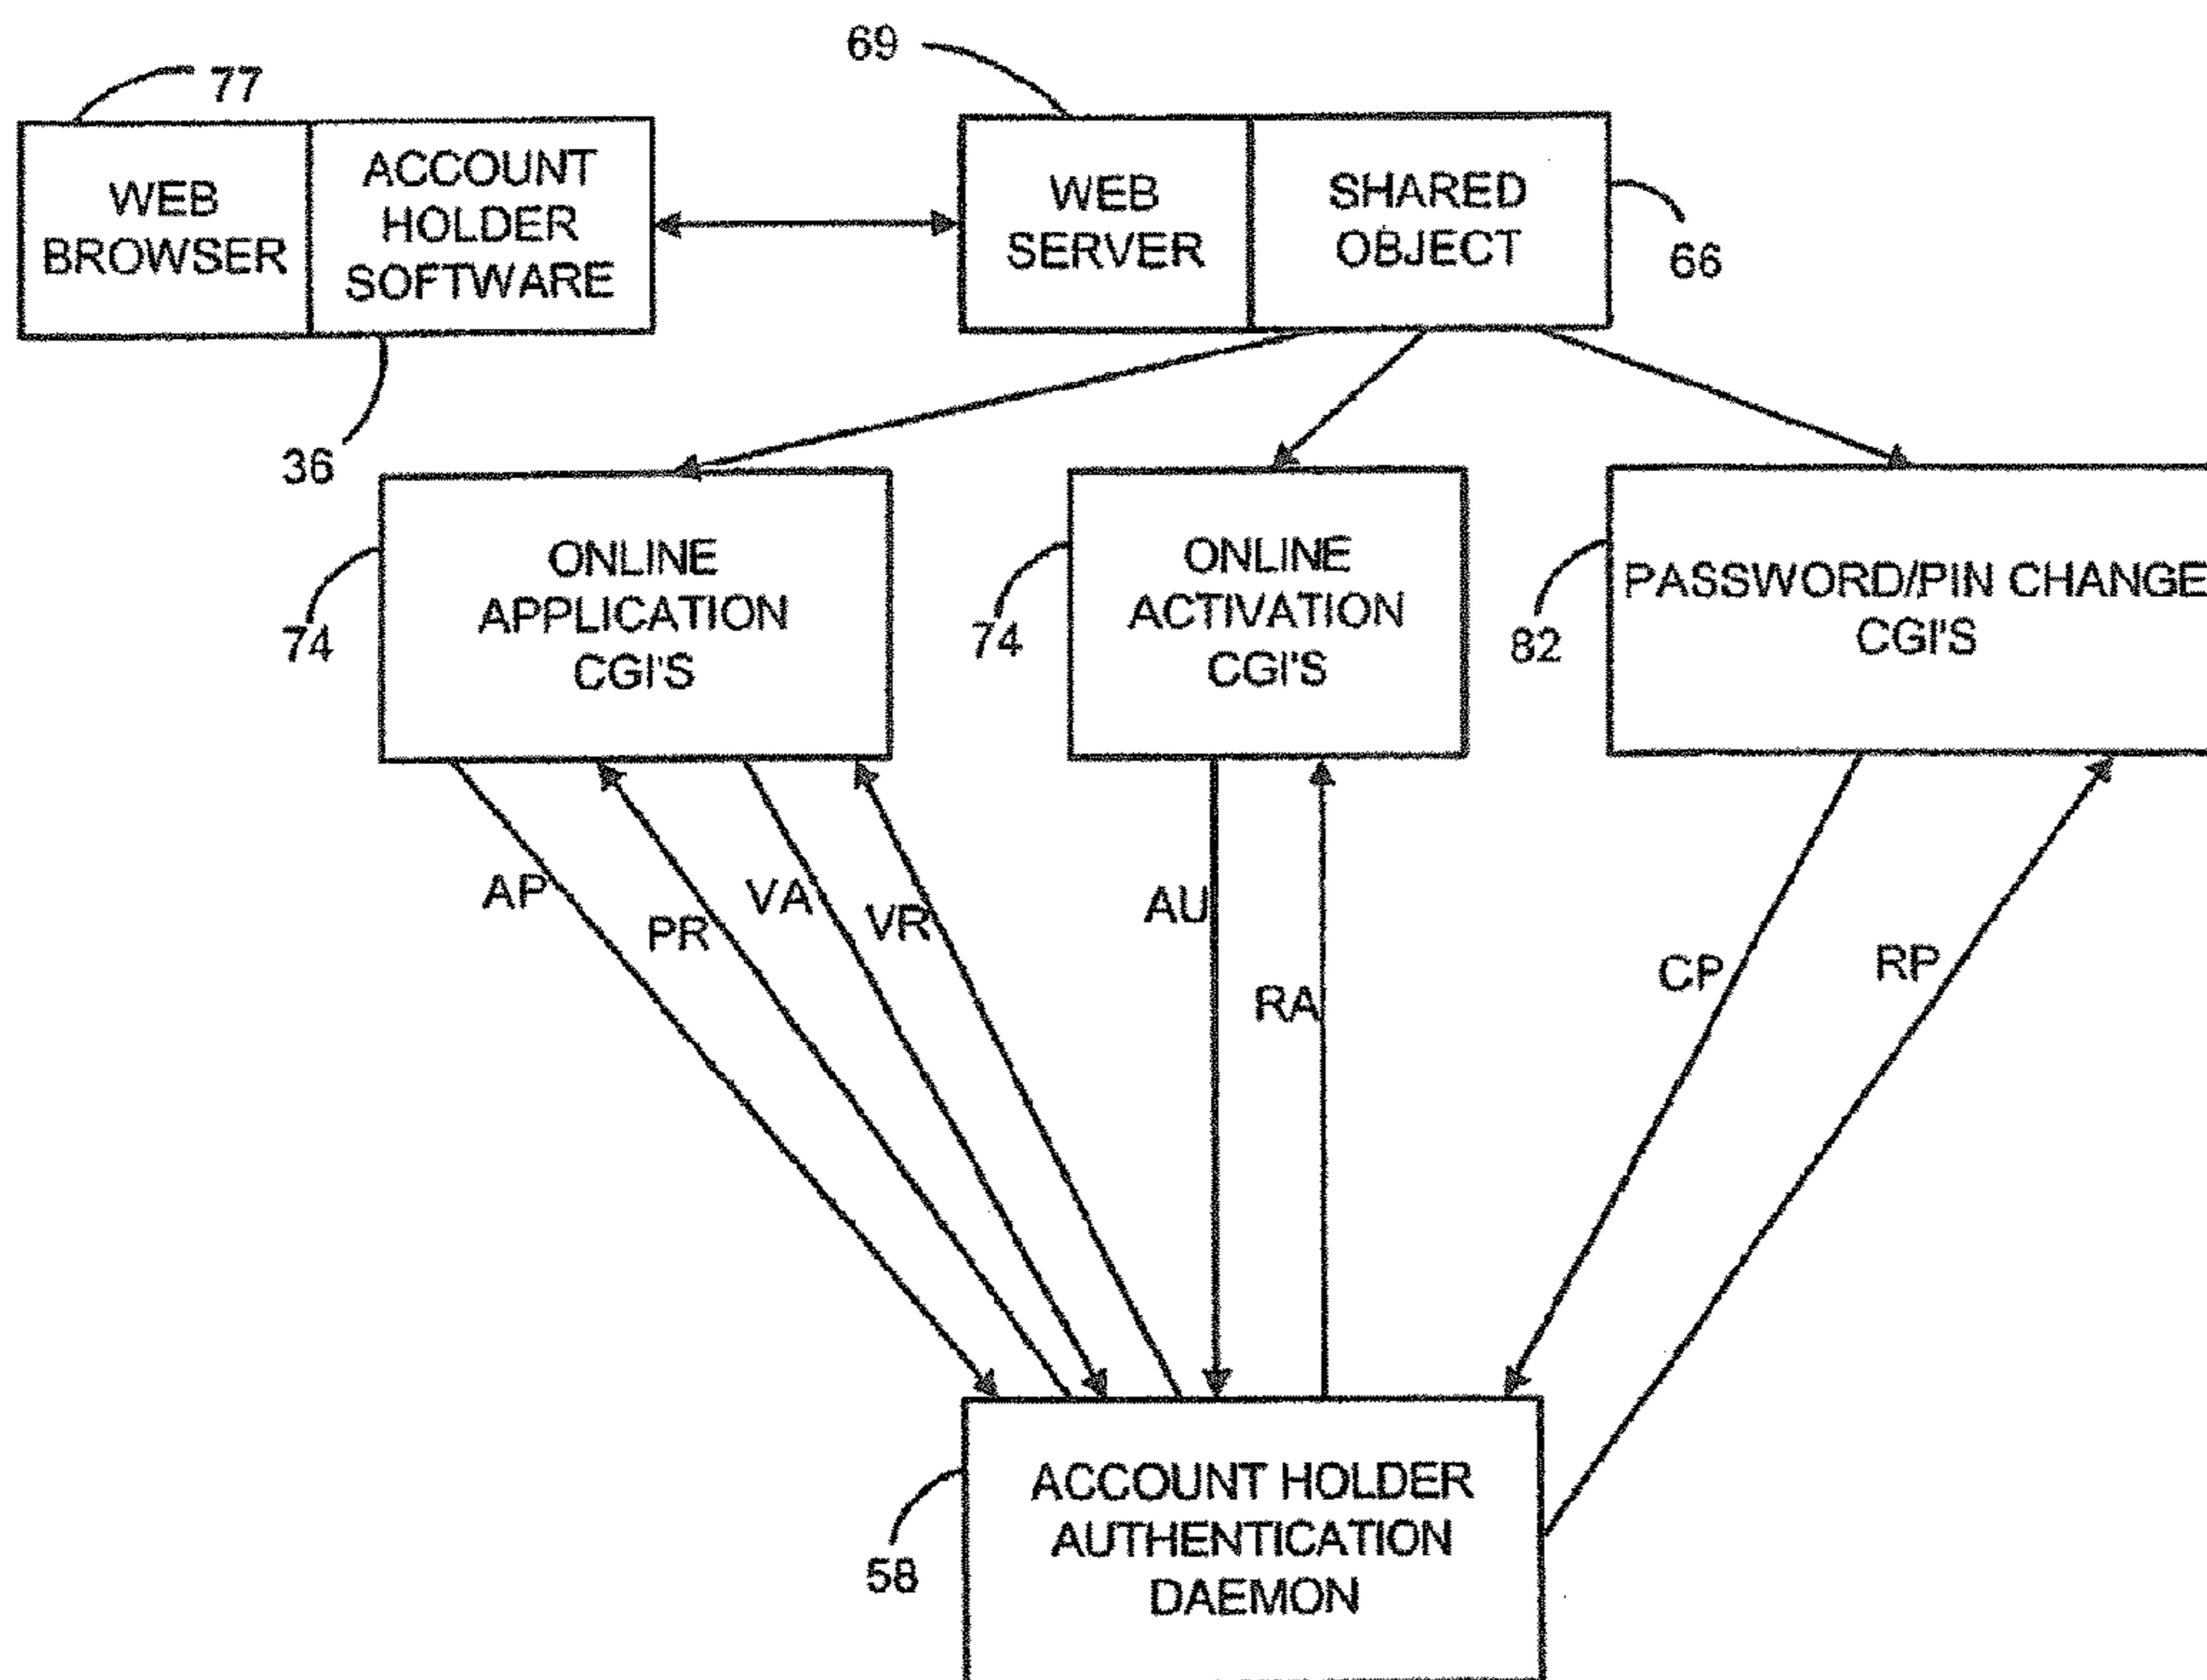 69
77
WEB
BROWSER
ACCOUNT
HOLDER
SOFTWARE
WEB
SERVER
SHARED
OBJECT
66
36
ONLINE
APPLICATION
CGI'S
74
ONLINE
ACTIVATION
CGI'S
74
PASSWORD/PIN CHANGE
CGI'S
82
AP
PR
VA
VR
AU
RA
CP
RP
ACCOUNT HOLDER
AUTHENTICATION
DAEMON
58